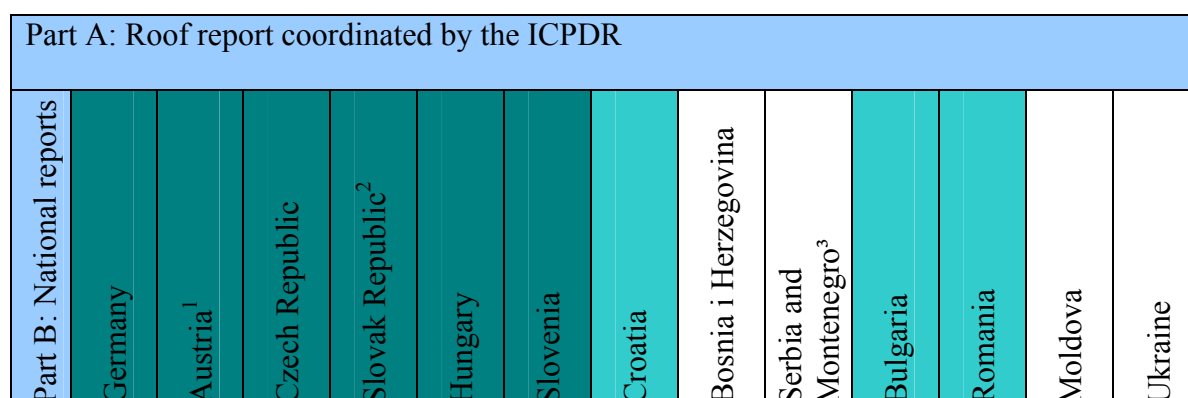 Part A: Roof report coordinated by the ICPDR
Part B: National reports
Germany
Austria¹
Czech Republic
Slovak Republic²
Hungary
Slovenia
Croatia
Bosnia i Herzegovina
Serbia and
Montenegro³
Bulgaria
Romania
Moldova
Ukraine